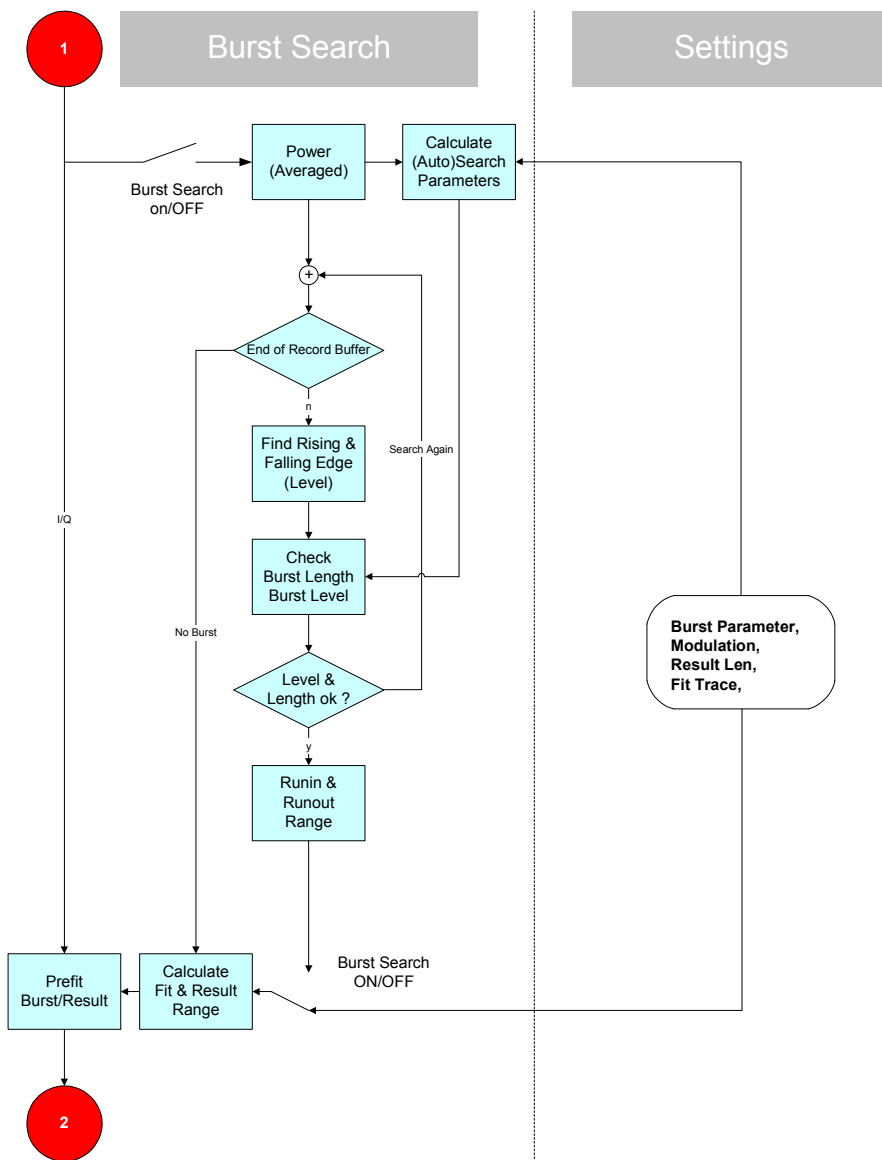 1
Burst Search
Settings
Power
(Averaged)
Calculate
(Auto)Search
Parameters
Burst Search
on/OFF
+
End of Record Buffer
n
Find Rising &
Falling Edge
(Level)
Search Again
I/Q
Check
Burst Length
Burst Level
No Burst
Burst Parameter,
Modulation,
Result Len,
Fit Trace,
Level &
Length ok ?
y
Runin &
Runout
Range
Burst Search
ON/OFF
Prefit
Burst/Result
Calculate
Fit & Result
Range
2